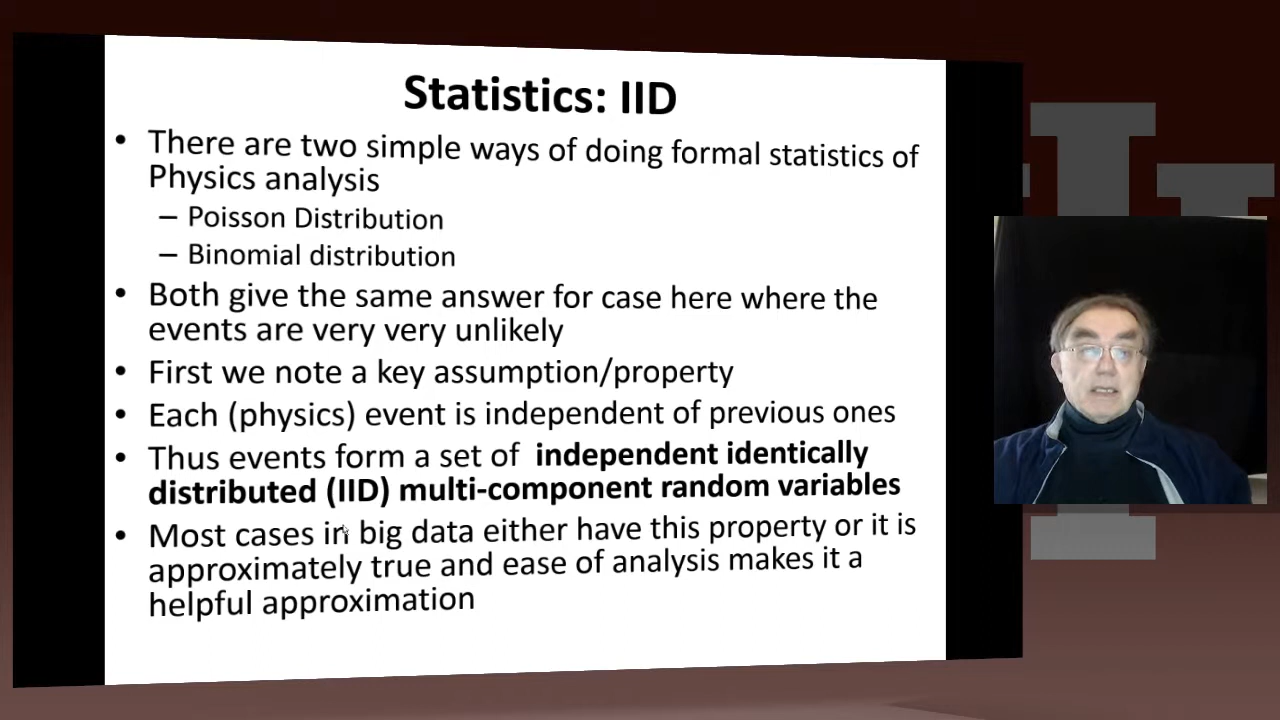 Statistics: IID
• There are two simple ways of doing formal statistics of
Physics analysis
– Poisson Distribution
– Binomial distribution
• Both give the same answer for case here where the
events are very very unlikely
• First we note a key assumption/property
• Each (physics) event is independent of previous ones
• Thus events form a set of independent identically
distributed (IID) multi-component random variables
• Most cases in big data either have this property or it is
approximately true and ease of analysis makes it a
helpful approximation